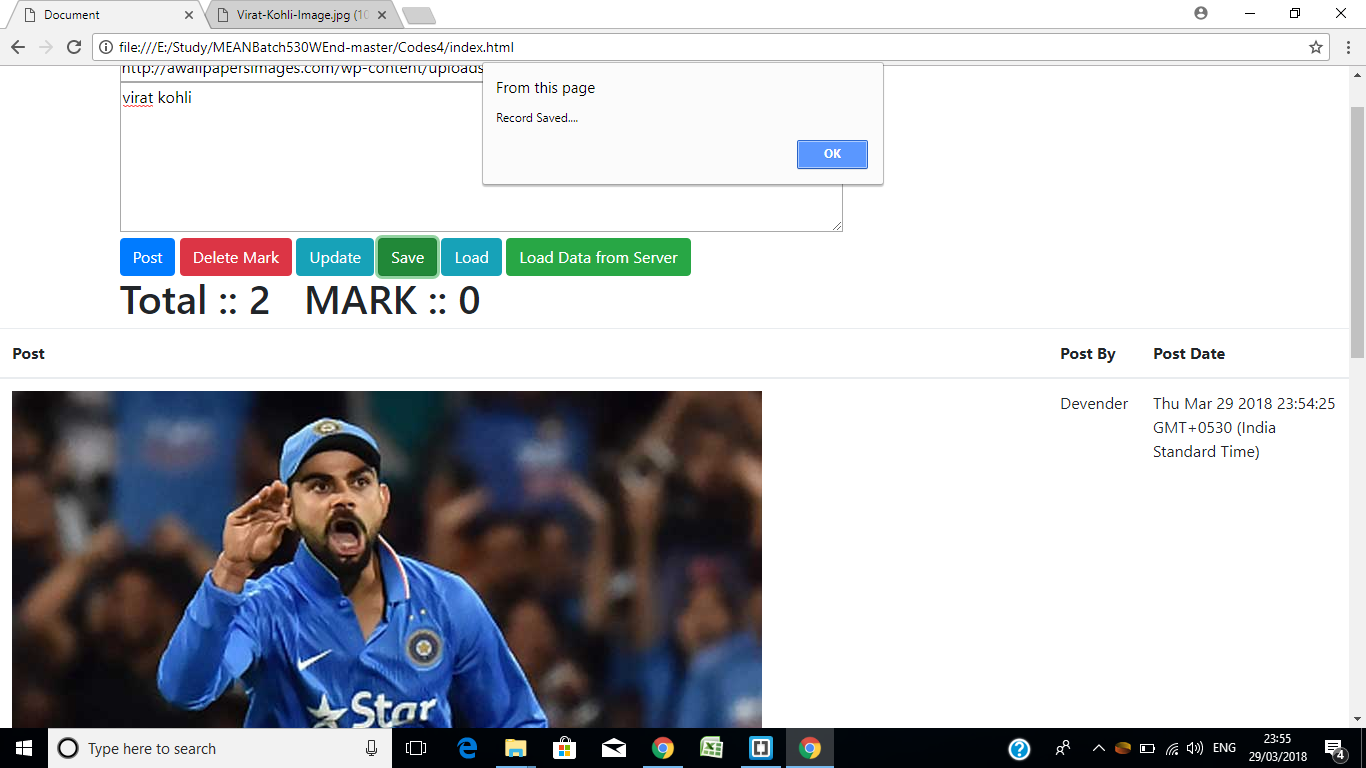 Document
Virat-Kohli-Image.jpg (10
file:///E:/Study/MEANBatch530WEnd-master/Codes4/index.html
http://awallpapersimages.com/wp-content/uploads
virat kohli
From this page
Record Saved....
OK
Post Delete Mark Update Save Load Load Data from Server
Total :: 2 MARK :: 0
Post Post By Post Date
Devender Thu Mar 29 2018 23:54:25
GMT+0530 (India
Standard Time)
Star
Type here to search
ENG
23:55
29/03/2018
4